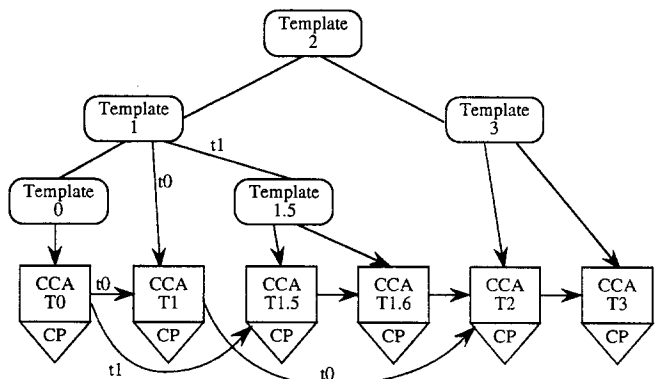 Template
2
Template
1
Template
3
t1
t0
Template
0
Template
1.5
CCA
T0
t0
CCA
T1
CCA
T1.5
CCA
T1.6
CCA
T2
CCA
T3
CP
CP
CP
CP
CP
CP
t1
t0